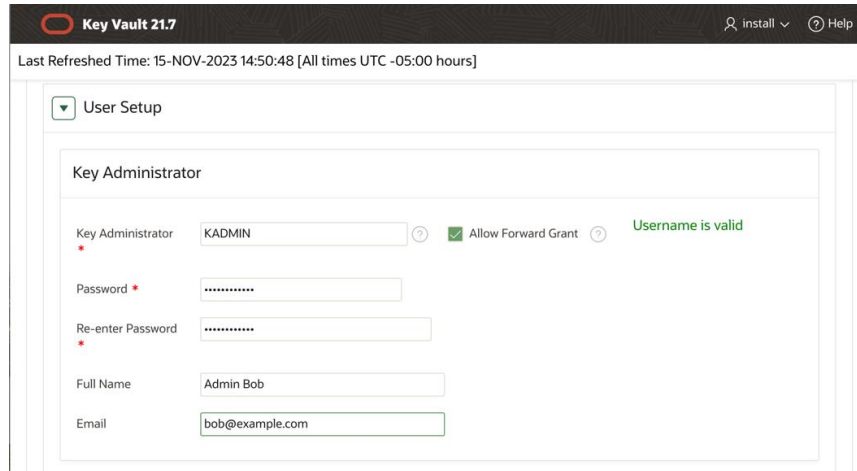 Key Vault 21.7 install Help
Last Refreshed Time: 15-NOV-2023 14:50:48 [All times UTC -05:00 hours]
User Setup
Key Administrator
Key Administrator * KADMIN ? Allow Forward Grant ? Username is valid
Password * ••••••••••••
Re-enter Password * ••••••••••••
Full Name Admin Bob
Email bob@example.com